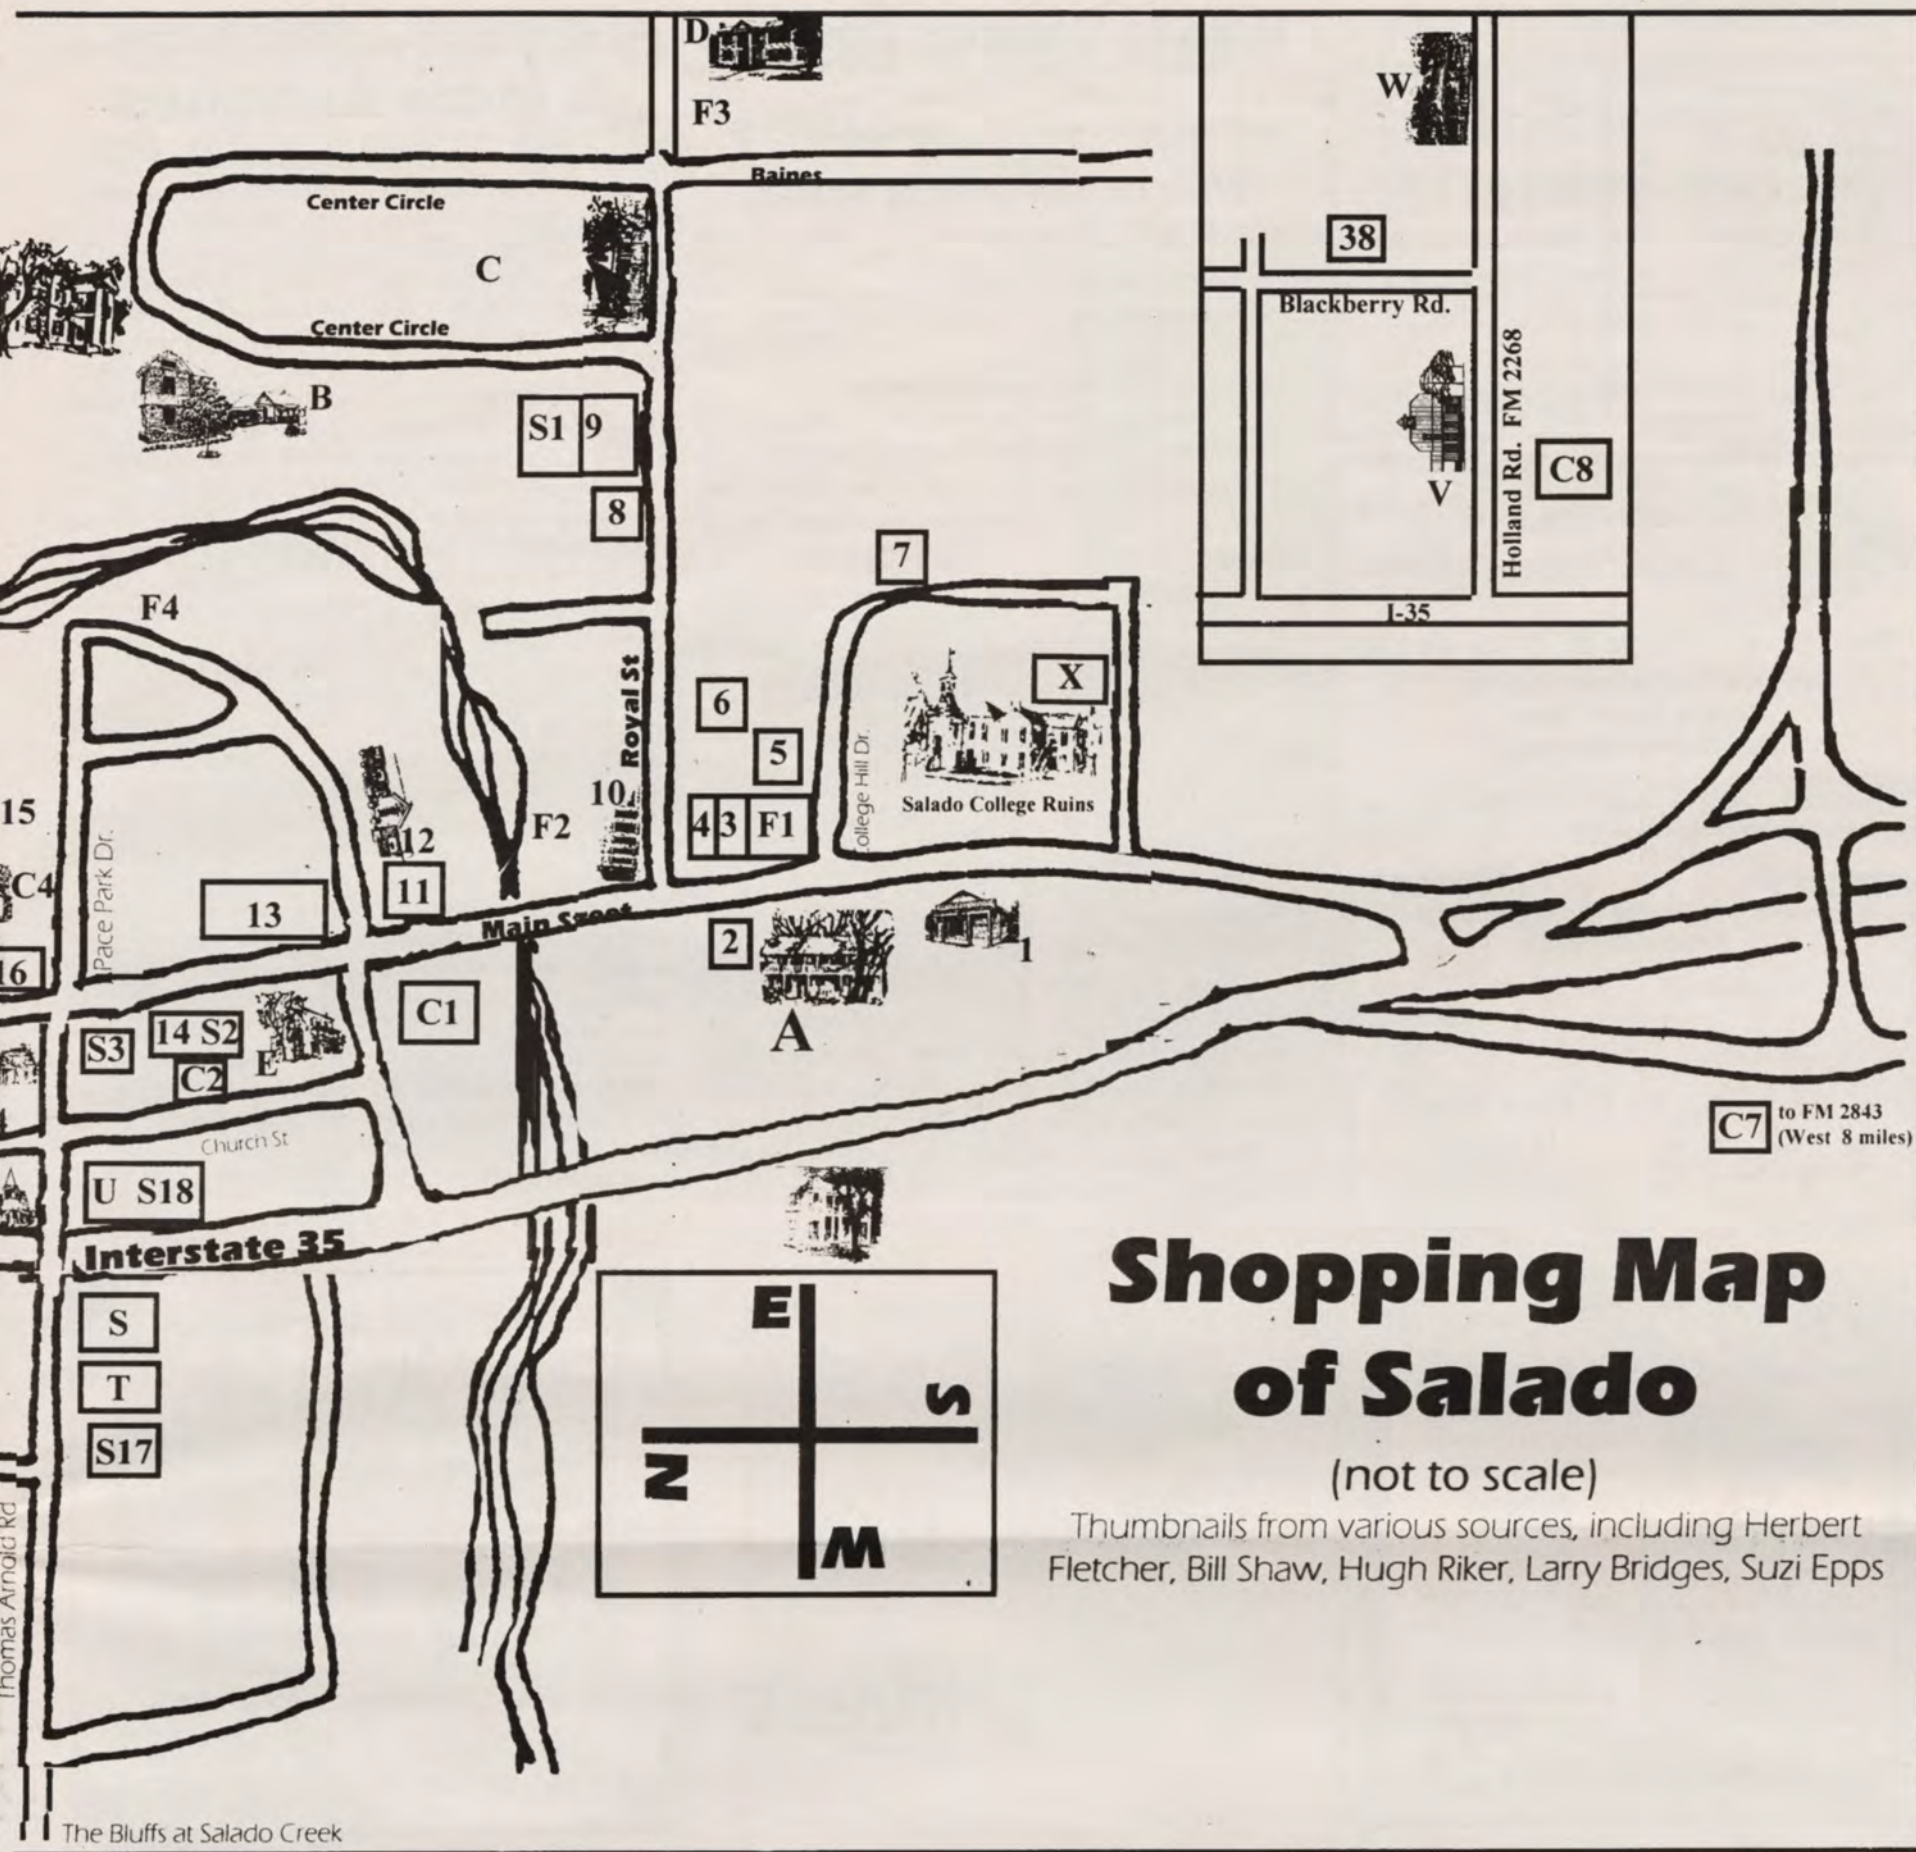 D
F3
W
Baines
Center Circle
38
C
Blackberry Rd.
Center Circle
Holland Rd. FM 2268
B
S1 9
C8
V
8
7
F4
I-35
Royal St
X
6
5
College Hill Dr.
10
15
Salado College Ruins
4 3 F1
F2
12
Pace Park Dr.
C4
11
13
Main Street
2
1
16
C1
A
S3
14 S2
E
C2
C7
to FM 2843
(West 8 miles)
Church St
U S18
Interstate 35
Shopping Map
of Salado
(not to scale)
Thumbnails from various sources, including Herbert
Fletcher, Bill Shaw, Hugh Riker, Larry Bridges, Suzi Epps
S
T
S17
E
S
N
W
Thomas Arnold Rd
The Bluffs at Salado Creek